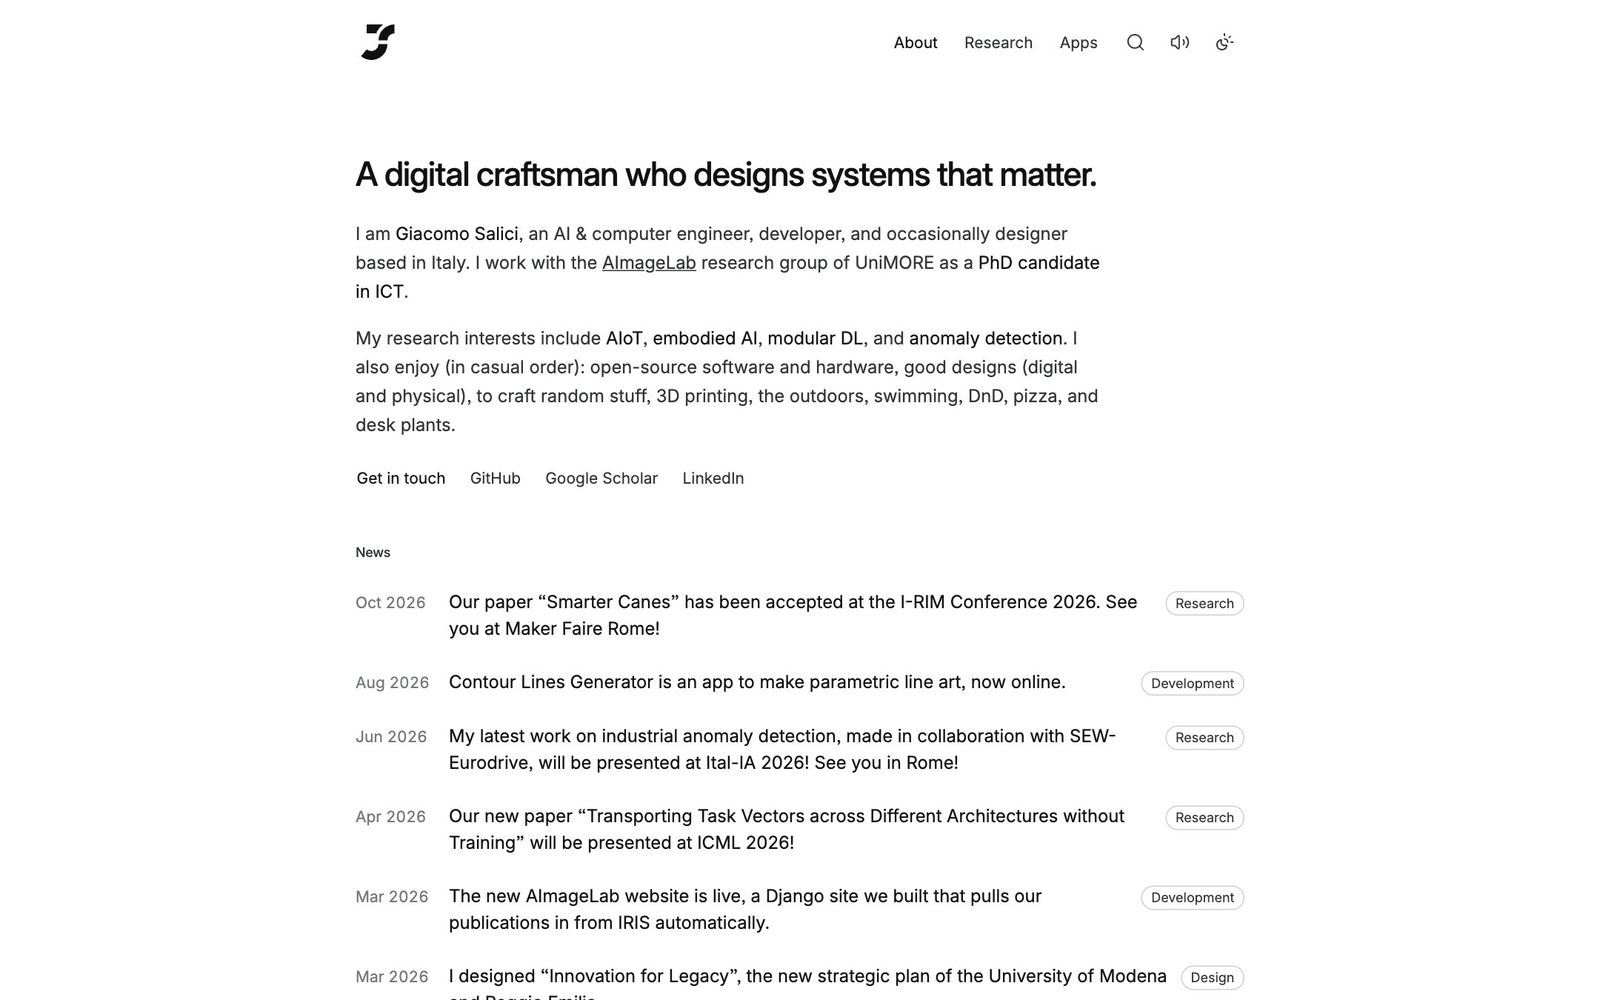 About Research Apps
A digital craftsman who designs systems that matter.
I am Giacomo Salici, an AI & computer engineer, developer, and occasionally designer
based in Italy. I work with the AImageLab research group of UniMORE as a PhD candidate
in ICT.
My research interests include AIoT, embodied AI, modular DL, and anomaly detection. I
also enjoy (in casual order): open-source software and hardware, good designs (digital
and physical), to craft random stuff, 3D printing, the outdoors, swimming, DnD, pizza, and
desk plants.
Get in touch GitHub Google Scholar LinkedIn
News
Oct 2026 Our paper “Smarter Canes” has been accepted at the I-RIM Conference 2026. See Research
you at Maker Faire Rome!
Aug 2026 Contour Lines Generator is an app to make parametric line art, now online. Development
Jun 2026 My latest work on industrial anomaly detection, made in collaboration with SEW- Research
Eurodrive, will be presented at Ital-IA 2026! See you in Rome!
Apr 2026 Our new paper “Transporting Task Vectors across Different Architectures without Research
Training” will be presented at ICML 2026!
Mar 2026 The new AImageLab website is live, a Django site we built that pulls our Development
publications in from IRIS automatically.
Mar 2026 I designed “Innovation for Legacy”, the new strategic plan of the University of Modena Design